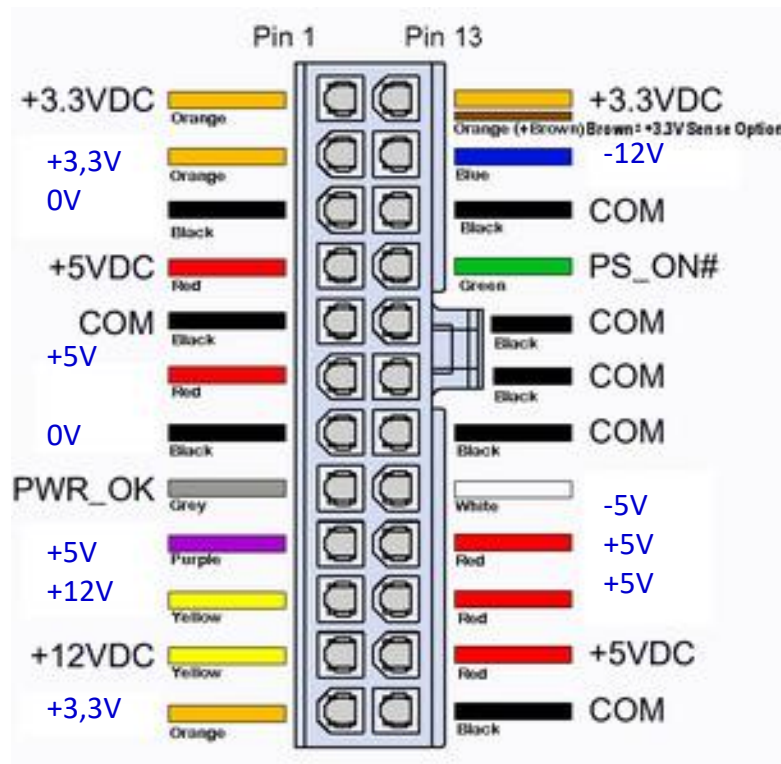 Pin 1 Pin 13
+3.3VDC Orange Orange (+Brown) Brown= +3.3V Sense Option +3.3VDC
+3,3V Orange Blue -12V
0V Black Black COM
+5VDC Red Green PS_ON#
COM Black Black COM
+5V Red Black COM
0V Black Black COM
PWR_OK Grey White -5V
+5V Purple Red +5V
+12V Yellow Red +5V
+12VDC Yellow Red +5VDC
+3,3V Orange Black COM